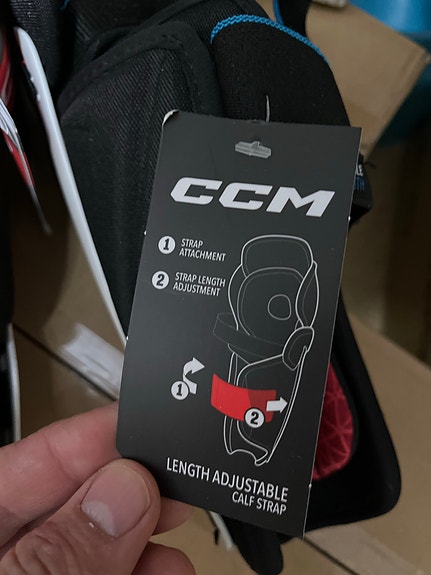 CCM
1 STRAP
ATTACHMENT
2 STRAP LENGTH
ADJUSTMENT
1
2
LENGTH ADJUSTABLE
CALF STRAP